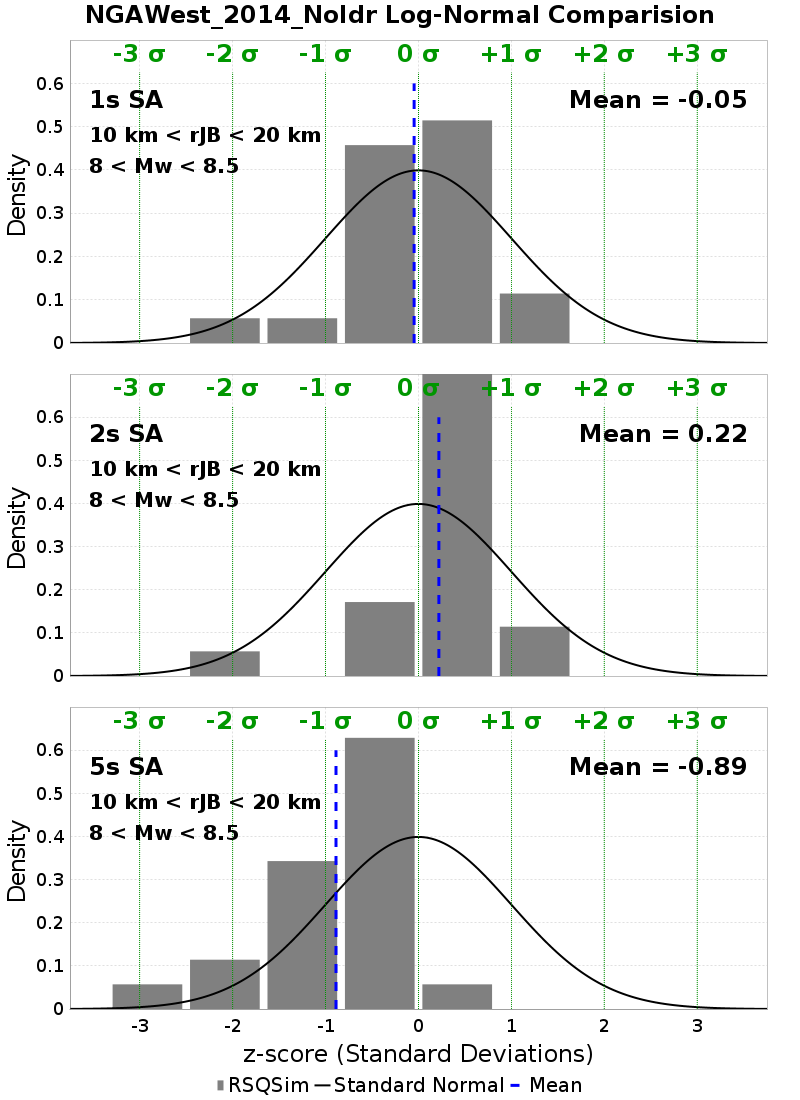 NGAWest_2014_NoIdr Log-Normal Comparision
-3 σ -2 σ -1 σ 0 σ +1 σ +2 σ +3 σ
1s SA
Mean = -0.05
10 km < rJB < 20 km
8 < Mw < 8.5
Density
0.6
0.5
0.4
0.3
0.2
0.1
0
-3 σ -2 σ -1 σ 0 σ +1 σ +2 σ +3 σ
2s SA
Mean = 0.22
10 km < rJB < 20 km
8 < Mw < 8.5
Density
0.6
0.5
0.4
0.3
0.2
0.1
0
-3 σ -2 σ -1 σ 0 σ +1 σ +2 σ +3 σ
5s SA
Mean = -0.89
10 km < rJB < 20 km
8 < Mw < 8.5
Density
0.6
0.5
0.4
0.3
0.2
0.1
0
-3 -2 -1 0 1 2 3
z-score (Standard Deviations)
RSQSim Standard Normal Mean